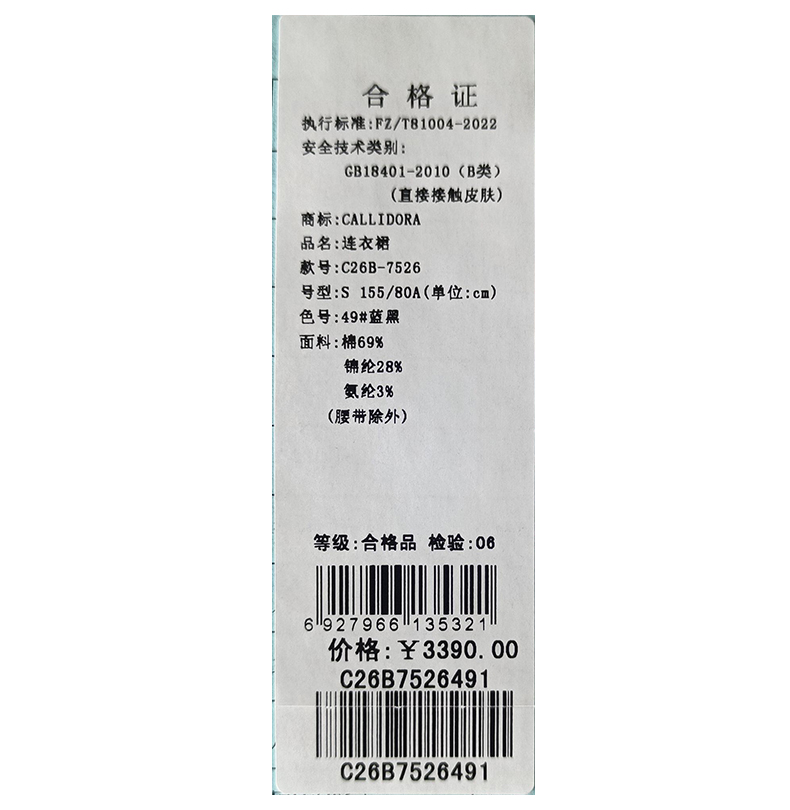 合格证
执行标准:FZ/T81004-2022
安全技术类别:
GB18401-2010（B类）
(直接接触皮肤)
商标:CALLIDORA
品名:连衣裙
款号:C26B-7526
号型:S 155/80A(单位:cm)
色号:49#蓝黑
面料:棉69%
锦纶28%
氨纶3%
(腰带除外)
等级:合格品 检验:06
6 927966 135321
价格:￥3390.00
C26B7526491
C26B7526491